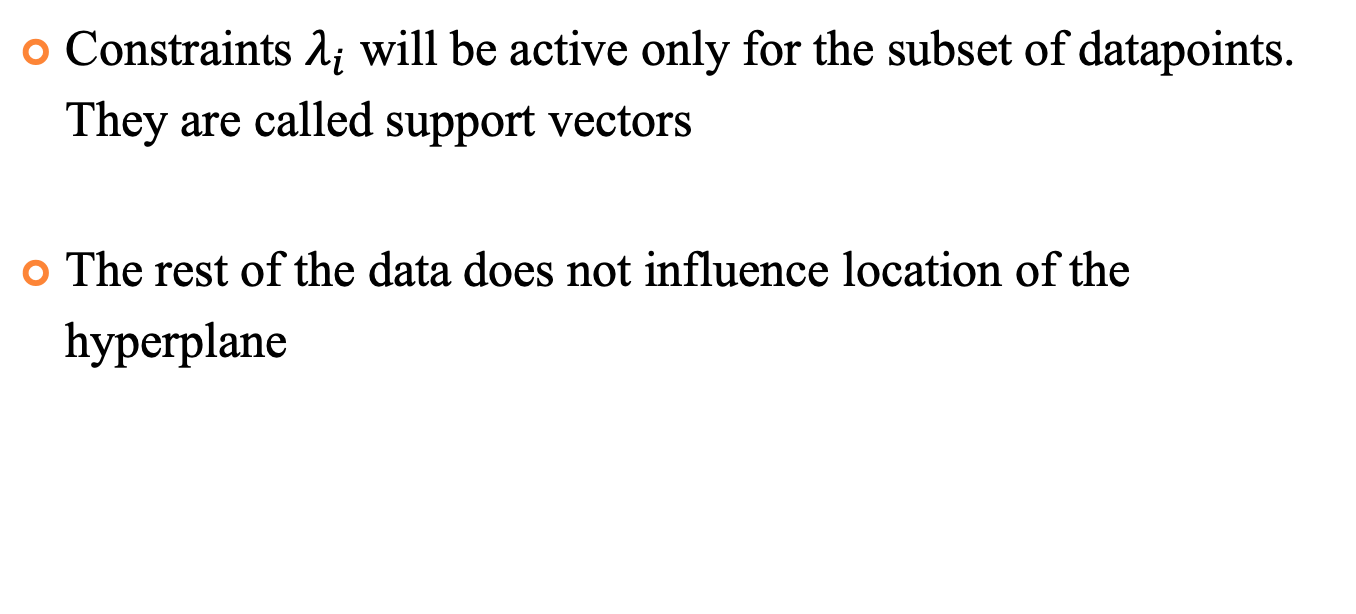 Constraints λᵢ will be active only for the subset of datapoints.
They are called support vectors
The rest of the data does not influence location of the
hyperplane